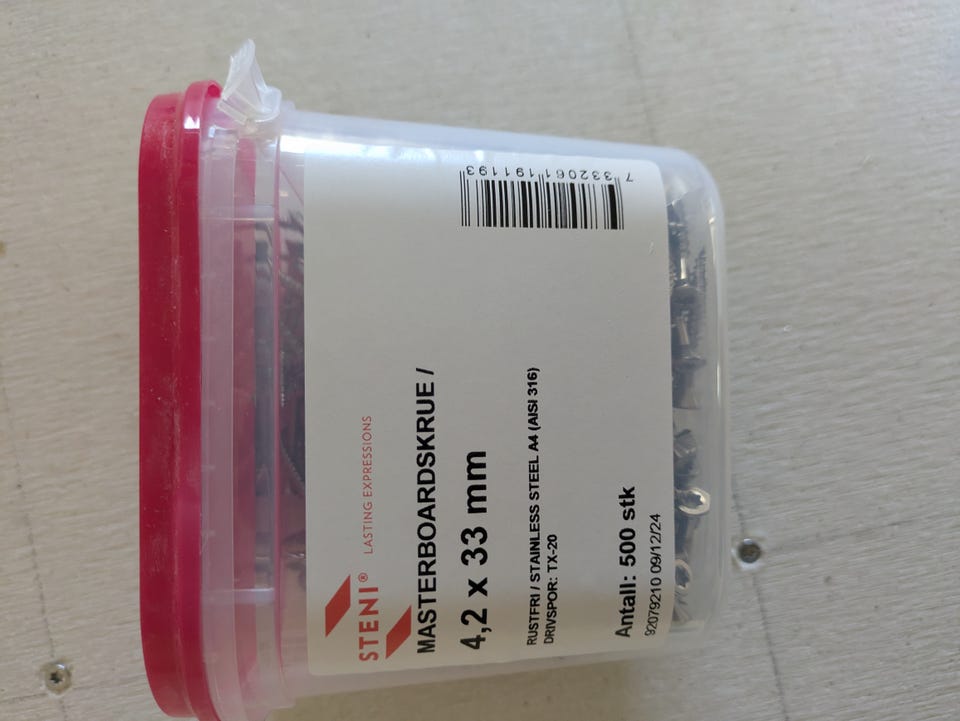 STENI®
LASTING EXPRESSIONS
MASTERBOARDSKRUE /
4,2 x 33 mm
RUSTFRI / STAINLESS STEEL A4 (AISI 316)
DRIVSPOR: TX-20
Antall: 500 stk
92079210 09/12/24
7 332061 191193